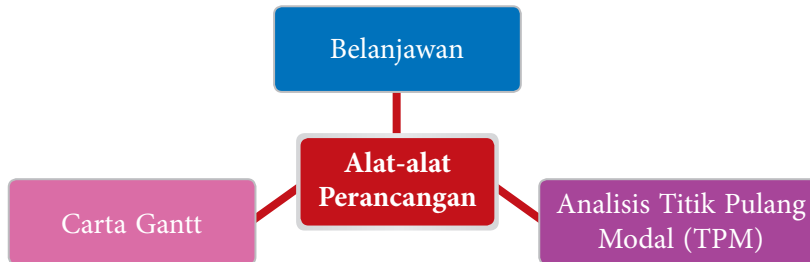 Belanjawan
Alat-alat
Perancangan
Carta Gantt
Analisis Titik Pulang
Modal (TPM)